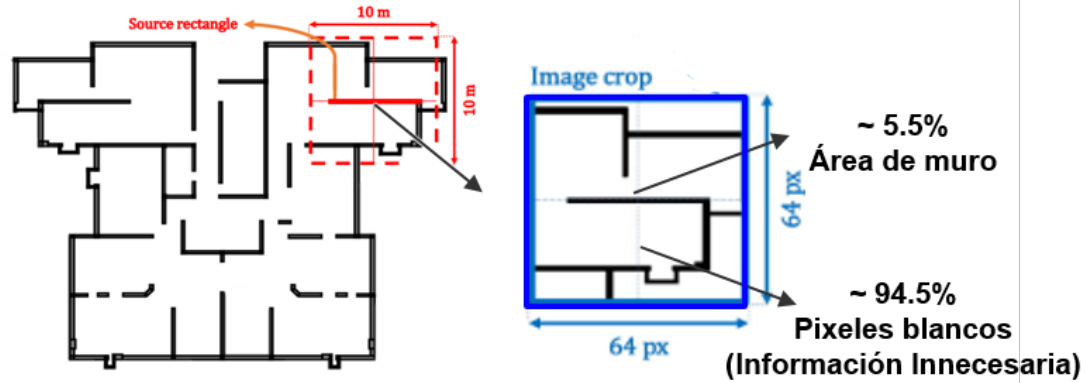 Source rectangle
10 m
10 m
Image crop
64 px
64 px
~ 5.5%
Área de muro
~ 94.5%
Pixeles blancos
(Información Innecesaria)